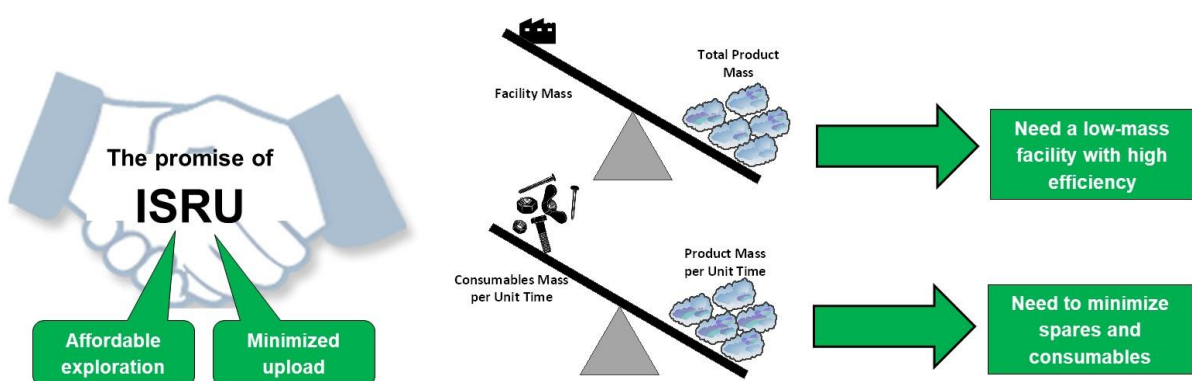 The promise of
ISRU
Affordable
exploration
Minimized
upload
Facility Mass
Total Product
Mass
Need a low-mass
facility with high
efficiency
Consumables Mass
per Unit Time
Product Mass
per Unit Time
Need to minimize
spares and
consumables